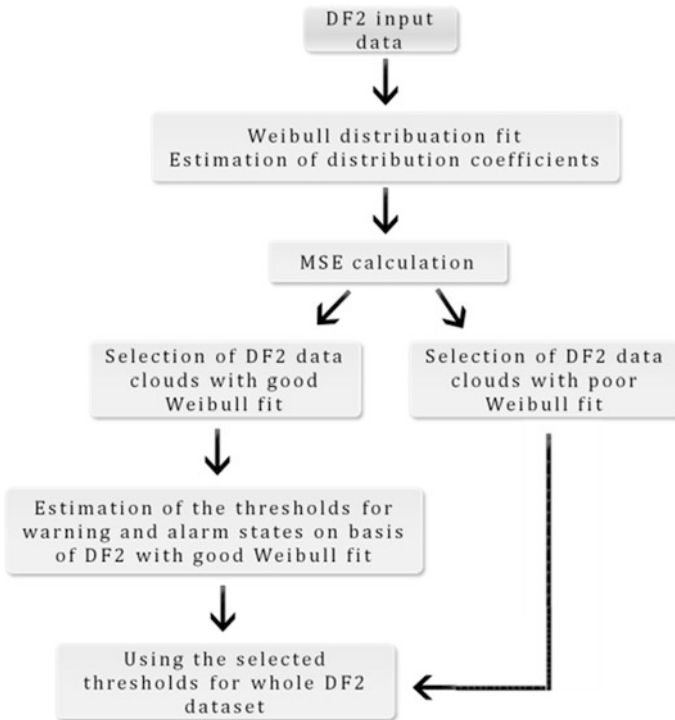 DF2 input
data
Weibull distribuation fit
Estimation of distribution coefficients
MSE calculation
Selection of DF2 data
clouds with good
Weibull fit
Selection of DF2 data
clouds with poor
Weibull fit
Estimation of the thresholds for
warning and alarm states on basis
of DF2 with good Weibull fit
Using the selected
thresholds for whole DF2
dataset